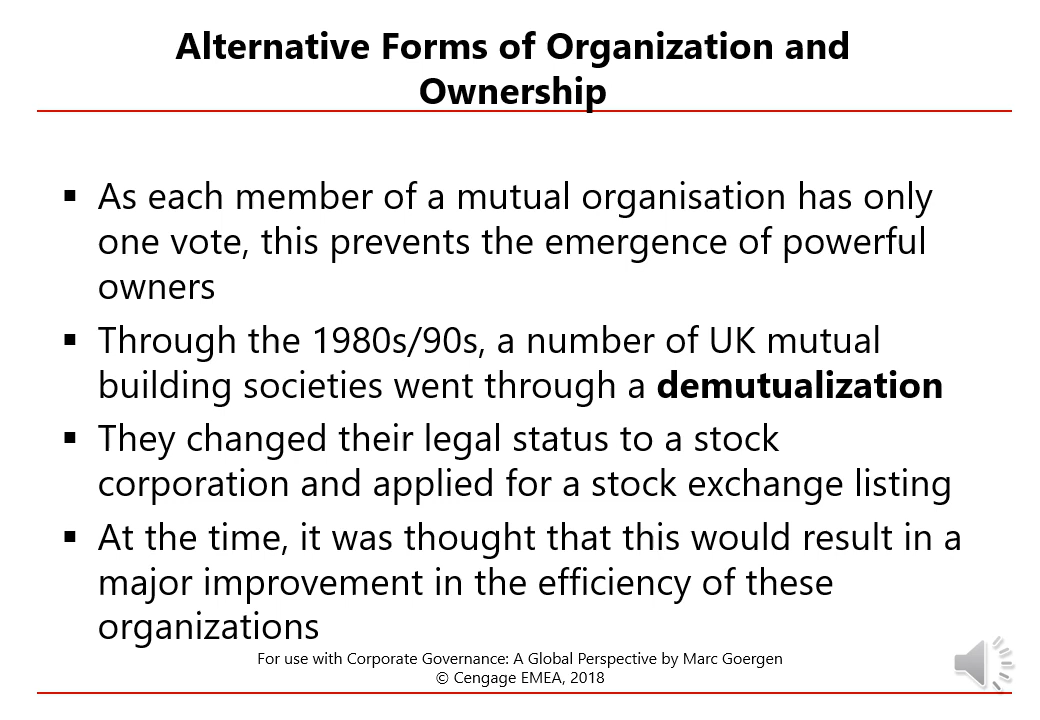 Alternative Forms of Organization and
Ownership
▪ As each member of a mutual organisation has only
one vote, this prevents the emergence of powerful
owners
▪ Through the 1980s/90s, a number of UK mutual
building societies went through a demutualization
▪ They changed their legal status to a stock
corporation and applied for a stock exchange listing
▪ At the time, it was thought that this would result in a
major improvement in the efficiency of these
organizations
For use with Corporate Governance: A Global Perspective by Marc Goergen
© Cengage EMEA, 2018